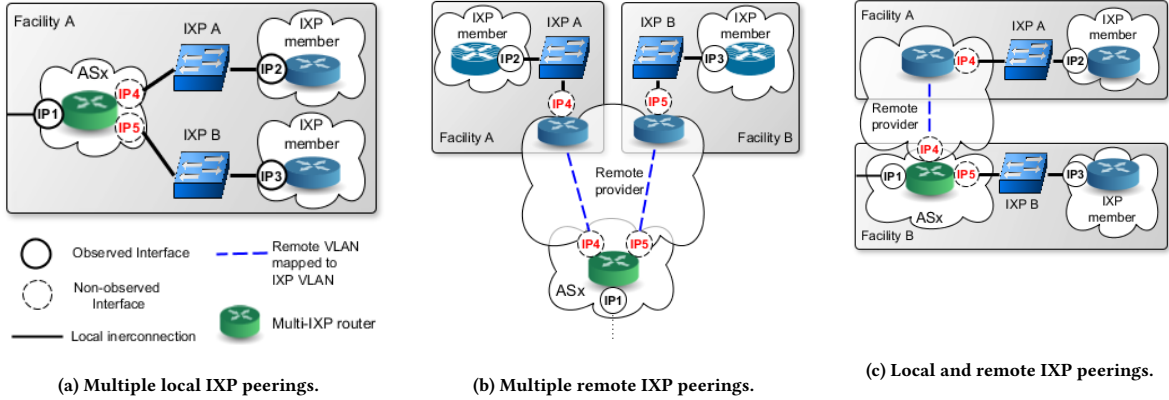 Facility A
IXP A
IXP
member
ASx
IP1
IP4
IP5
IP2
IXP B
IXP
member
IP3
Observed Interface
Non-observed
Interface
Local inerconnection
Remote VLAN
mapped to
IXP VLAN
Multi-IXP router
(a) Multiple local IXP peerings.
IXP
member
IXP A
IP2
IP4
Facility A
IXP B
IXP
member
IP3
IP5
Facility B
Remote
provider
IP4
IP5
ASx
IP1
(b) Multiple remote IXP peerings.
Facility A
IXP A
IXP
member
IP4
IP2
Remote
provider
IP4
IP1
IP5
IP3
ASx
IXP B
IXP
member
Facility B
(c) Local and remote IXP peerings.